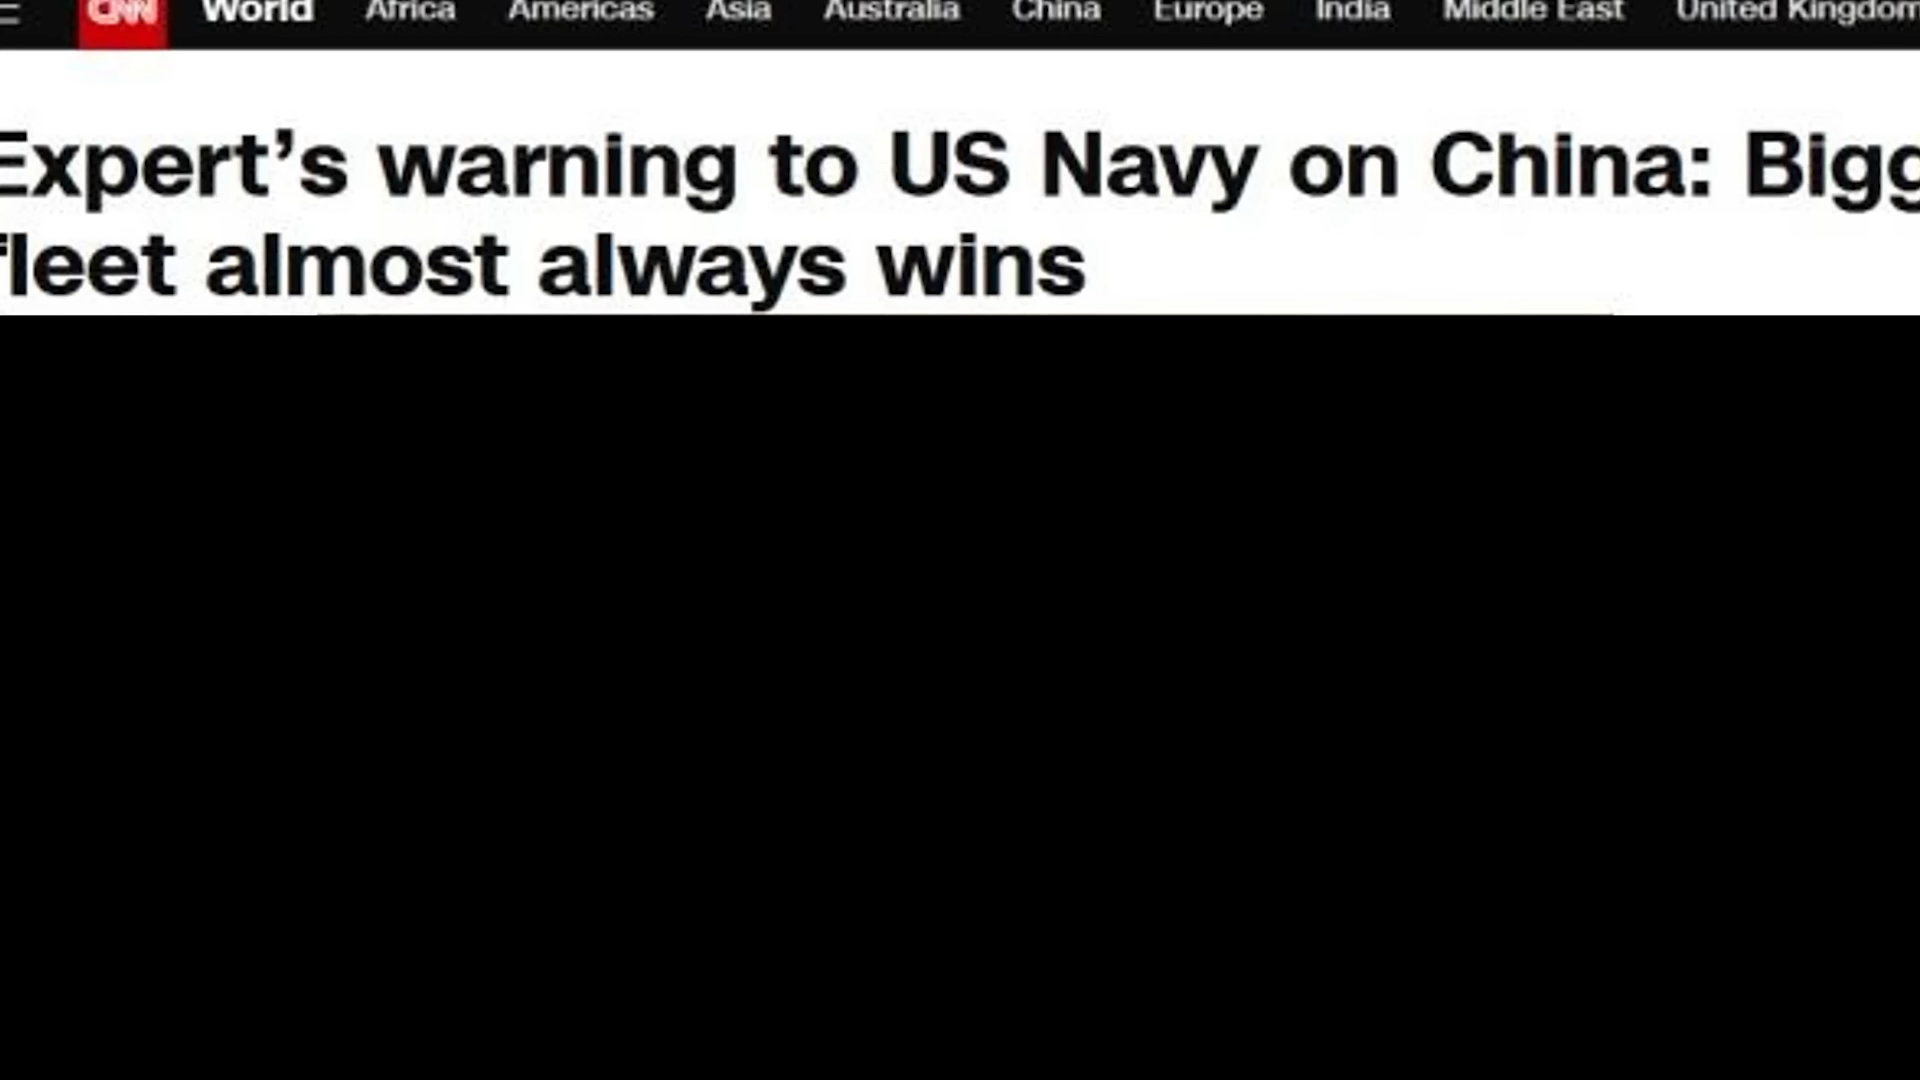 CNN World Africa Americas Asia Australia China Europe India Middle East United Kingdom
Expert’s warning to US Navy on China: Bigg
fleet almost always wins